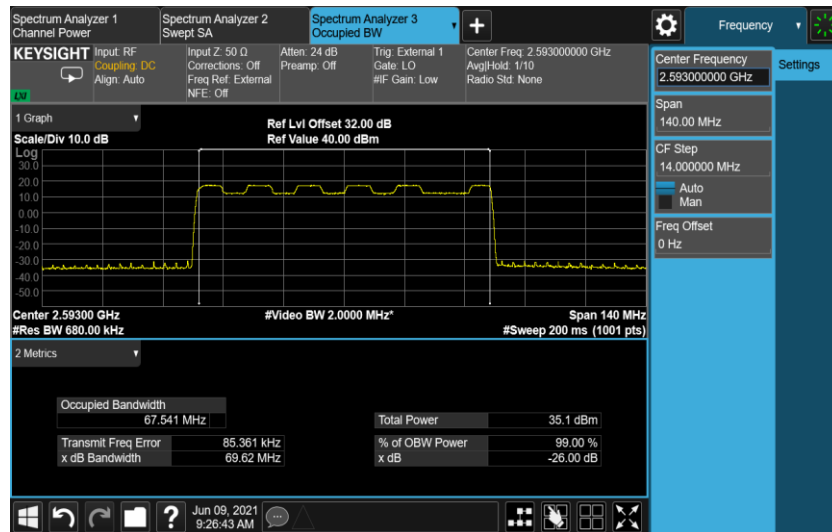 Spectrum Analyzer 1
Channel Power
Spectrum Analyzer 2
Swept SA
Spectrum Analyzer 3
Occupied BW
Frequency
KEYSIGHT
Input: RF
Coupling: DC
Align: Auto
Input Z: 50 Ω
Corrections: Off
Freq Ref: External
NFE: Off
Atten: 24 dB
Preamp: Off
Trig: External 1
Gate: LO
#IF Gain: Low
Center Freq: 2.593000000 GHz
Avg|Hold: 1/10
Radio Std: None
LXI
Center Frequency
2.593000000 GHz
Settings
Span
140.00 MHz
CF Step
14.000000 MHz
Auto
Man
Freq Offset
0 Hz
1 Graph
Scale/Div 10.0 dB
Ref Lvl Offset 32.00 dB
Ref Value 40.00 dBm
Log
30.0
20.0
10.0
0.00
-10.0
-20.0
-30.0
-40.0
-50.0
Center 2.59300 GHz
#Video BW 2.0000 MHz*
Span 140 MHz
#Res BW 680.00 kHz
#Sweep 200 ms (1001 pts)
2 Metrics
Occupied Bandwidth
67.541 MHz
Total Power 35.1 dBm
Transmit Freq Error 85.361 kHz
% of OBW Power 99.00 %
x dB Bandwidth 69.62 MHz
x dB -26.00 dB
?
Jun 09, 2021
9:26:43 AM